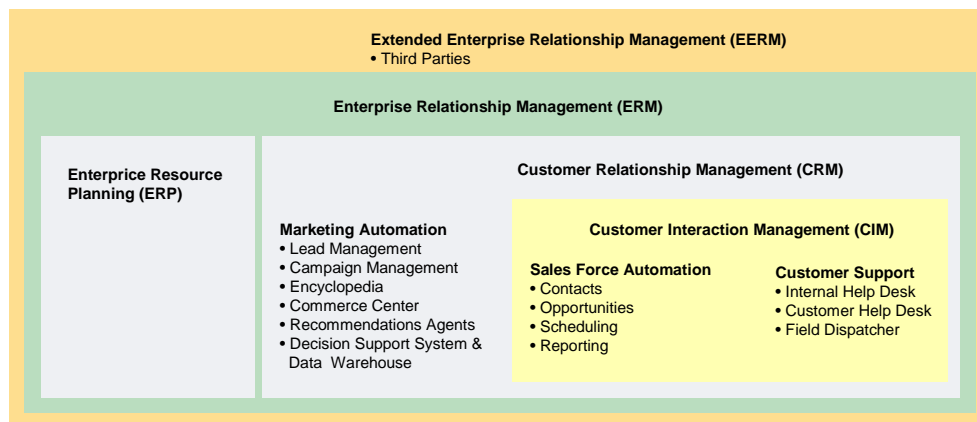 Extended Enterprise Relationship Management (EERM)
• Third Parties
Enterprise Relationship Management (ERM)
Enterprice Resource
Planning (ERP)
Customer Relationship Management (CRM)
Marketing Automation
• Lead Management
• Campaign Management
• Encyclopedia
• Commerce Center
• Recommendations Agents
• Decision Support System &
Data Warehouse
Customer Interaction Management (CIM)
Sales Force Automation
• Contacts
• Opportunities
• Scheduling
• Reporting
Customer Support
• Internal Help Desk
• Customer Help Desk
• Field Dispatcher